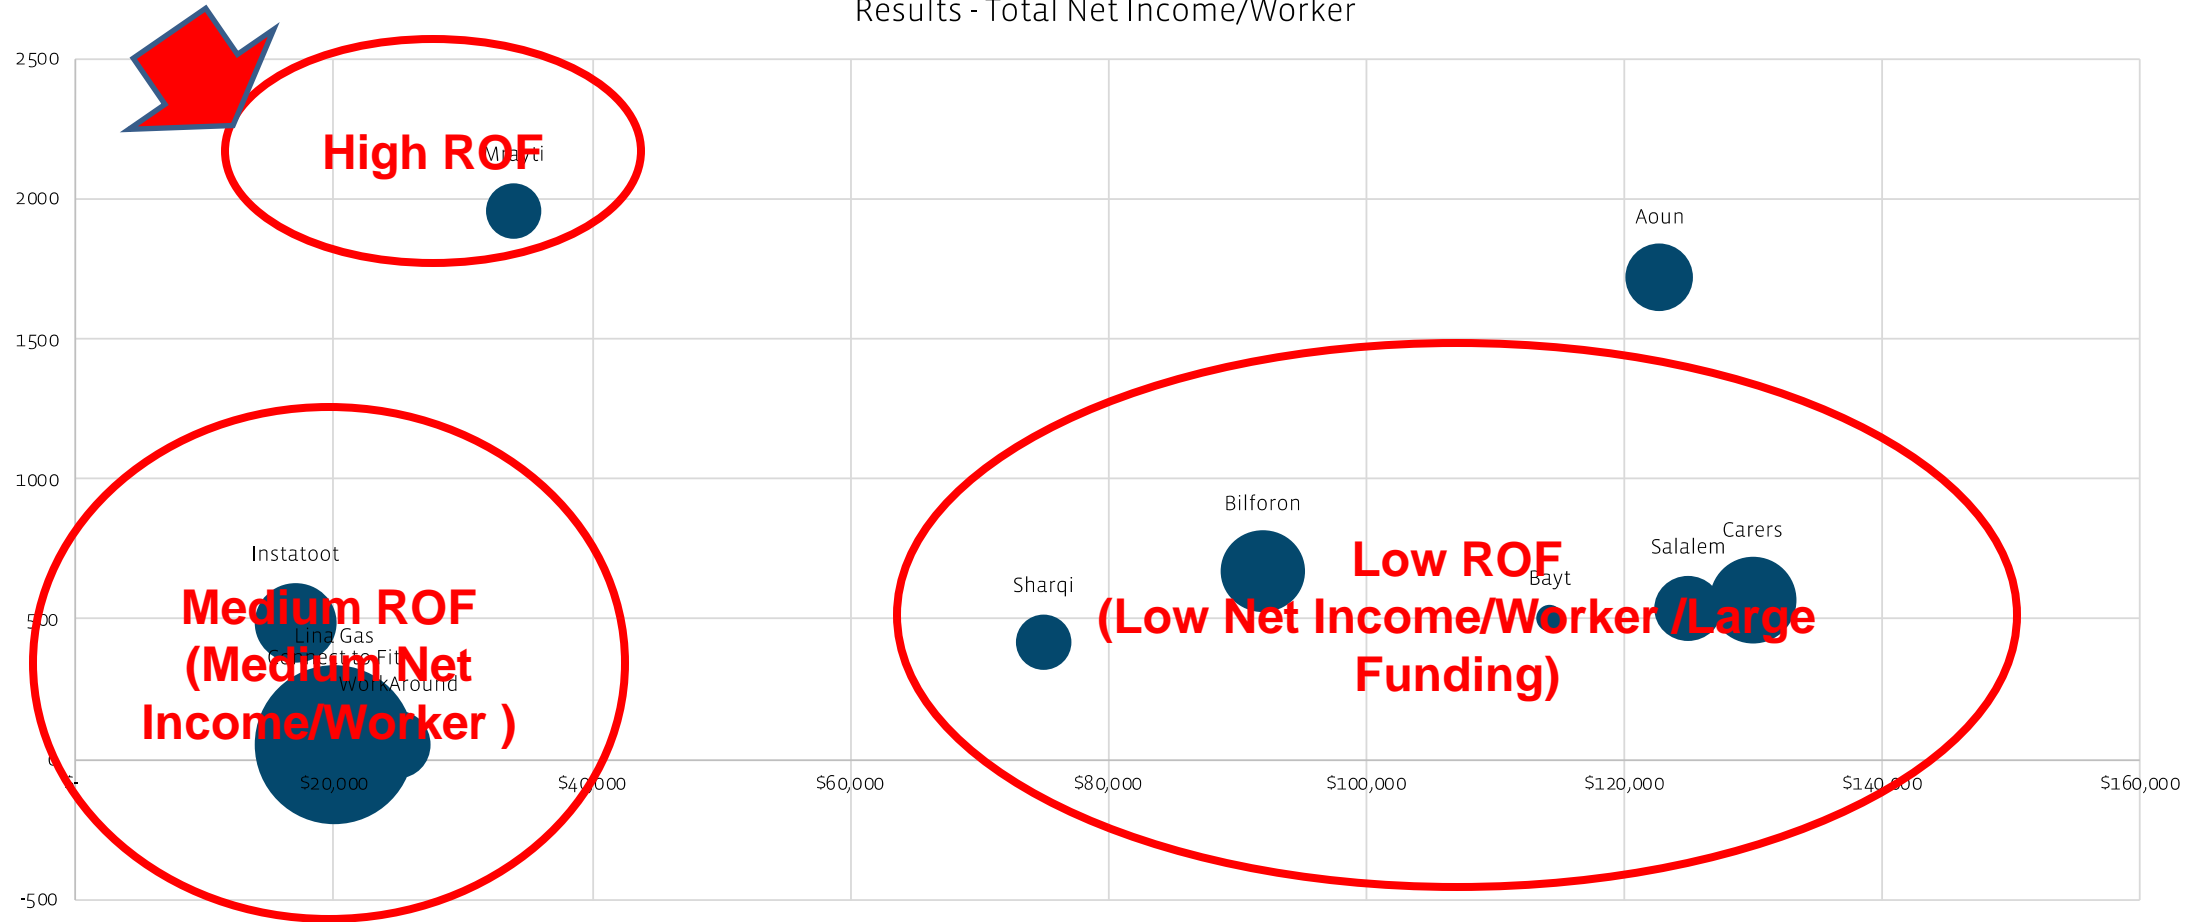 Results - Total Net Income/Worker
2500
High ROF
Mrayti
2000
Aoun
1500
1000
Bilforon
Carers
Salalem
Instatoot
Low ROF
Bayt
Sharqi
Medium ROF
500
(Low Net Income/Worker /Large
Lina Gas
Connect to Fit
(Medium Net
Funding)
WorkAround
Income/Worker )
0
$-
$20,000
$40,000
$60,000
$80,000
$100,000
$120,000
$140,000
$160,000
-500